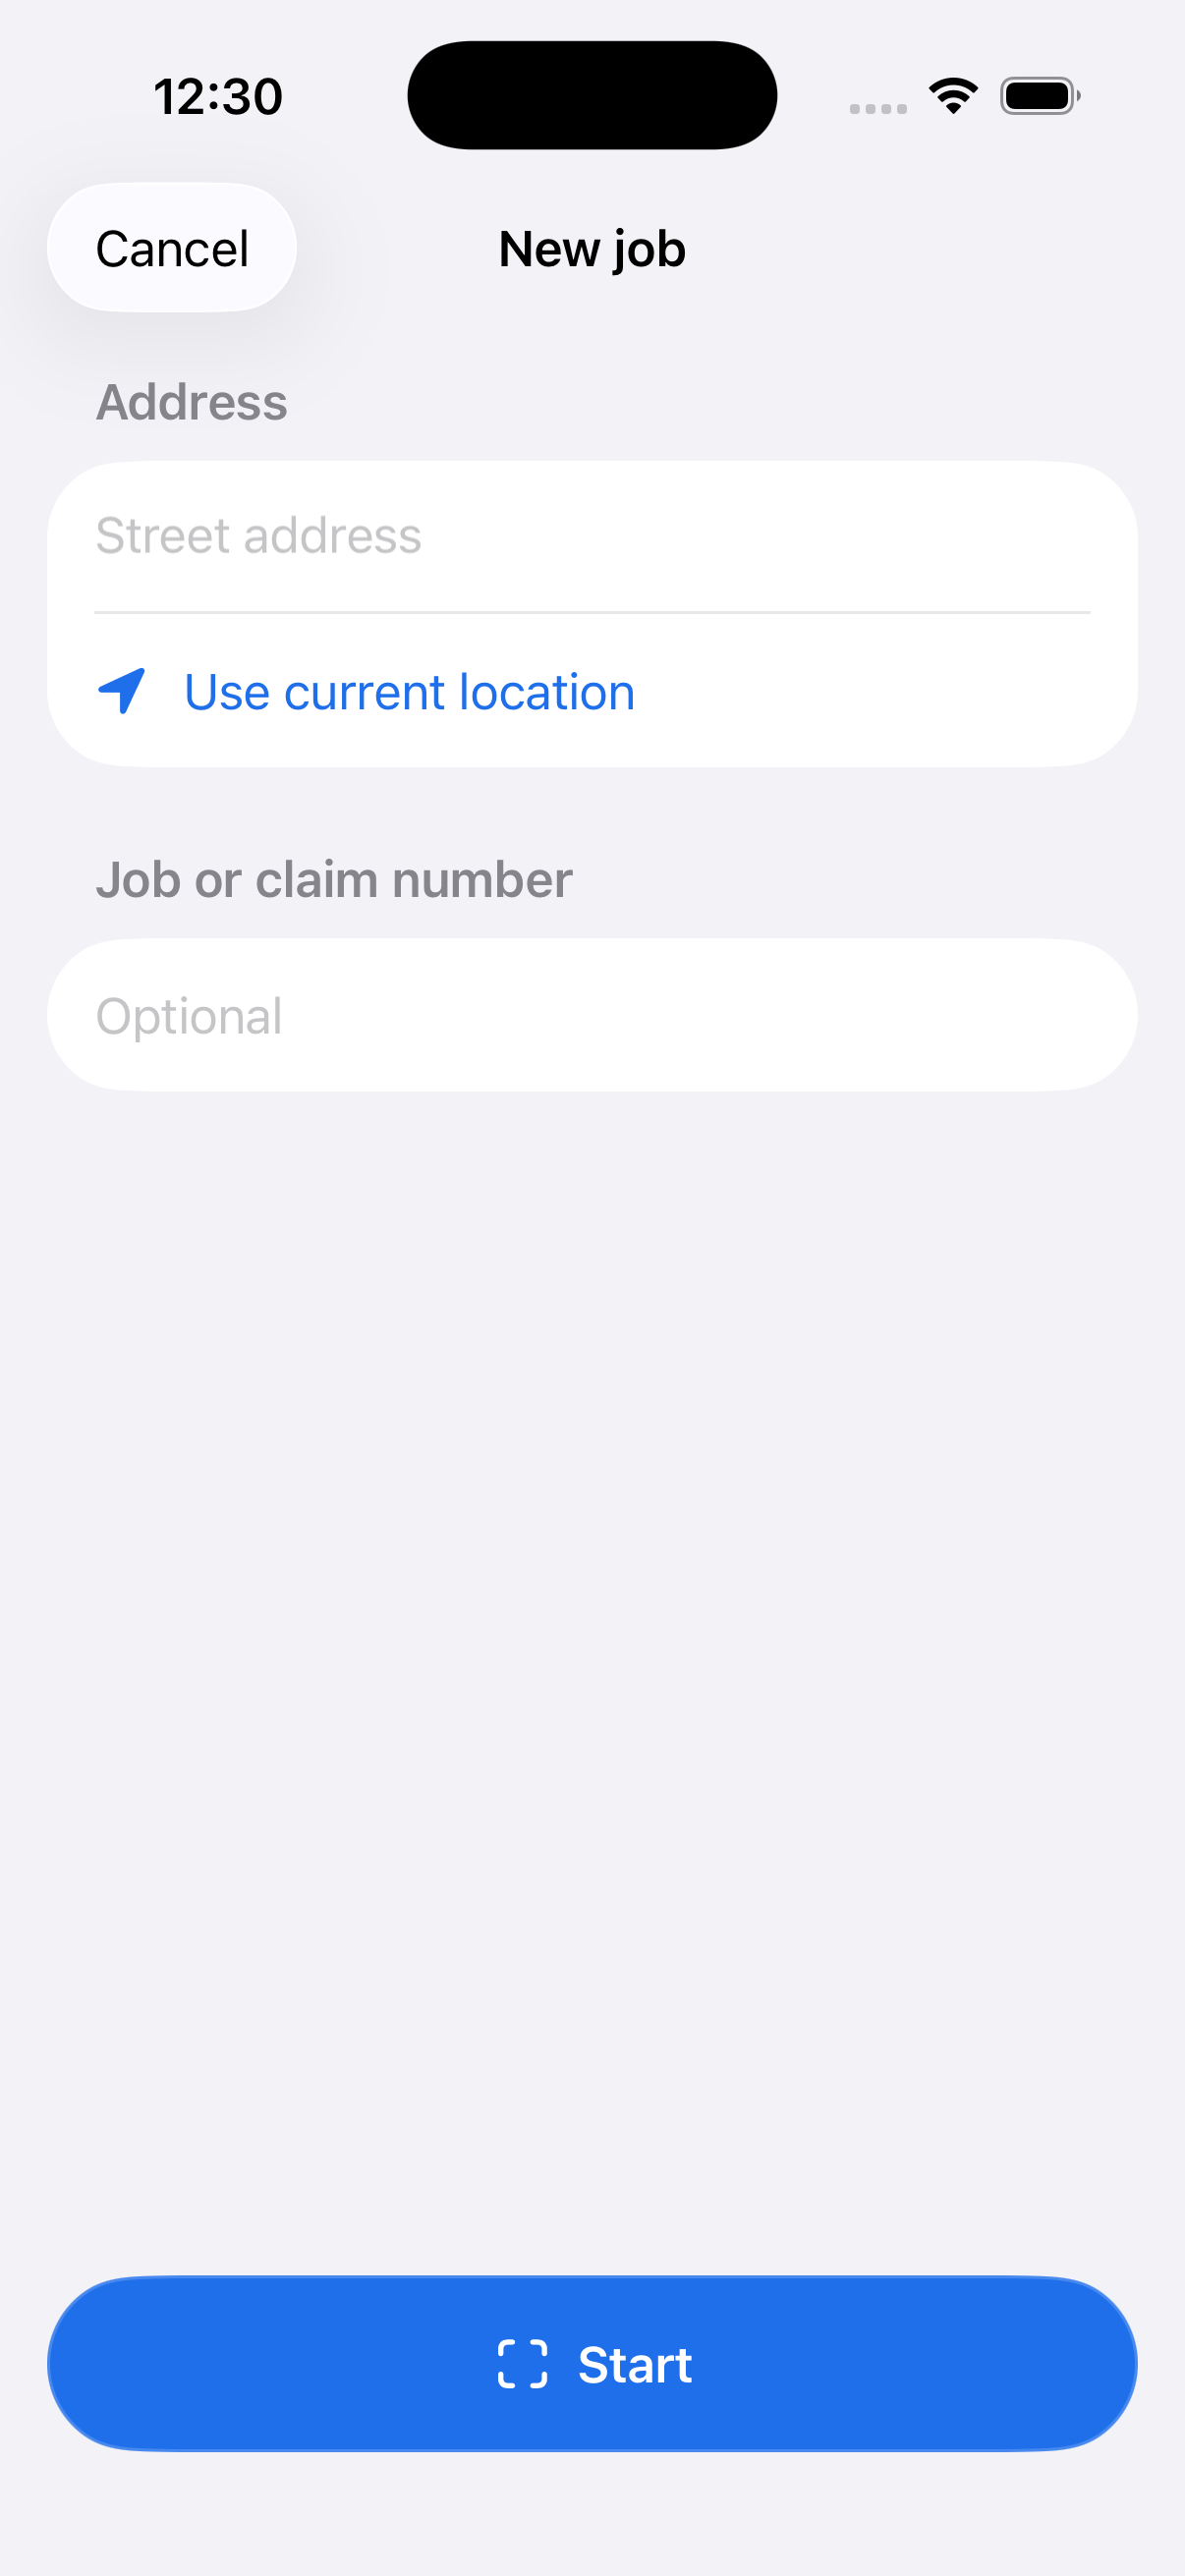 12:30
Cancel
New job
Address
Street address
Use current location
Job or claim number
Optional
Start